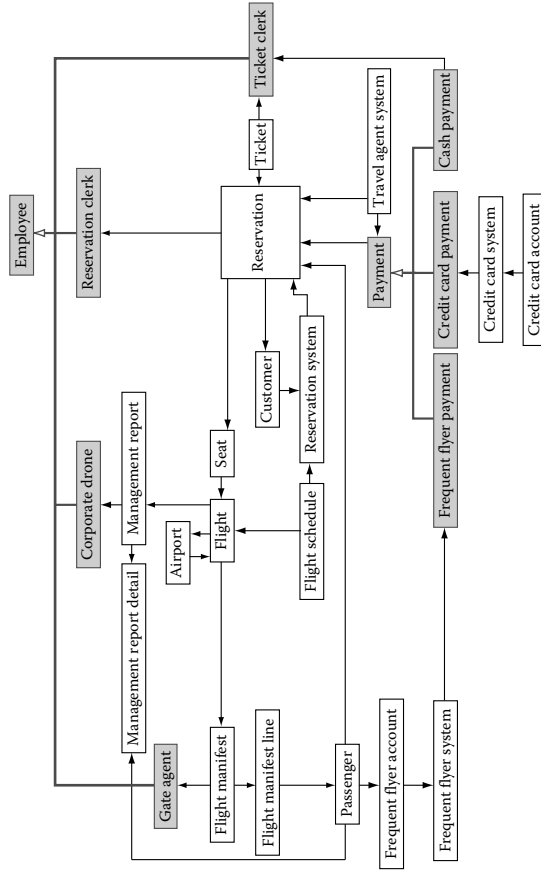 Employee
Gate agent
Corporate drone
Reservation clerk
Ticket clerk
Management report detail
Management report
Flight manifest
Airport
Flight
Seat
Reservation
Ticket
Flight manifest line
Customer
Flight schedule
Reservation system
Passenger
Payment
Travel agent system
Frequent flyer account
Frequent flyer system
Frequent flyer payment
Credit card payment
Cash payment
Credit card system
Credit card account